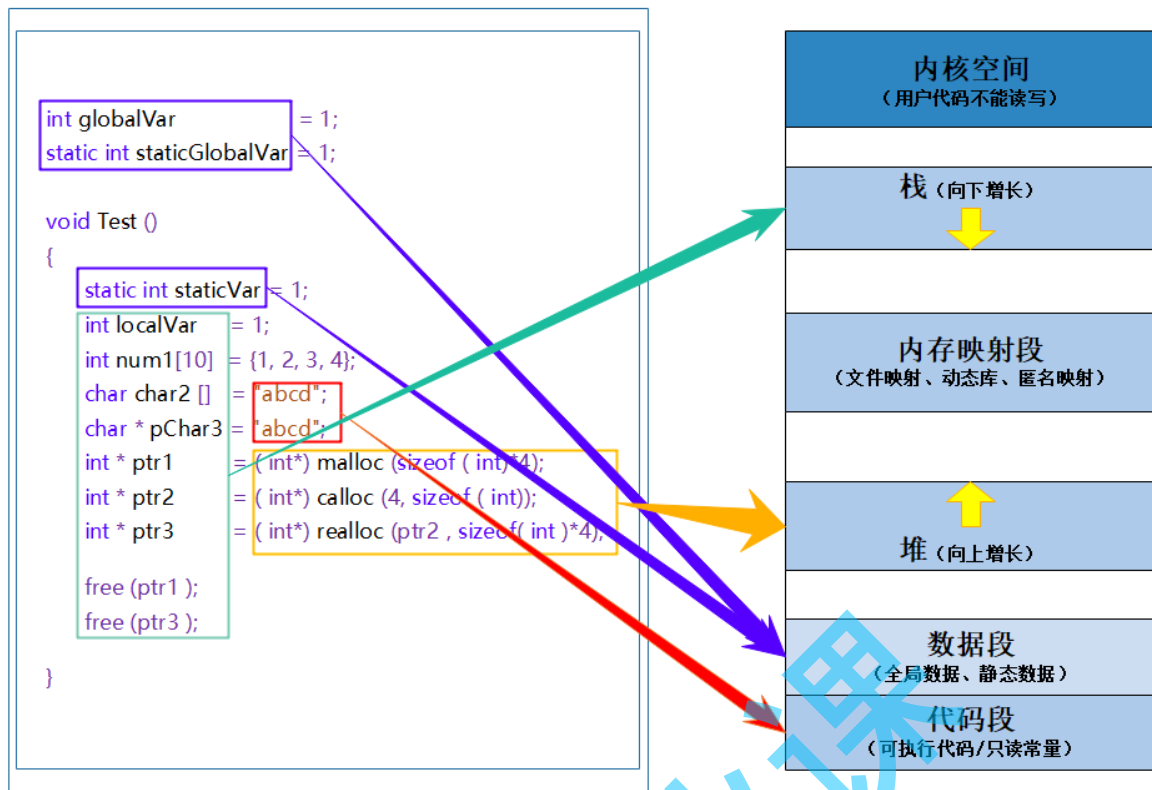 int globalVar = 1;
static int staticGlobalVar = 1;
void Test ()
{
static int staticVar = 1;
int localVar = 1;
int num1[10] = {1, 2, 3, 4};
char char2 [] = "abcd";
char * pChar3 = "abcd";
int * ptr1 = ( int*) malloc (sizeof ( int)*4);
int * ptr2 = ( int*) calloc (4, sizeof ( int));
int * ptr3 = ( int*) realloc (ptr2 , sizeof( int )*4);
free (ptr1 );
free (ptr3 );
}
内核空间
（用户代码不能读写）
栈（向下增长）
内存映射段
（文件映射、动态库、匿名映射）
堆（向上增长）
数据段
（全局数据、静态数据）
代码段
（可执行代码/只读常量）
课